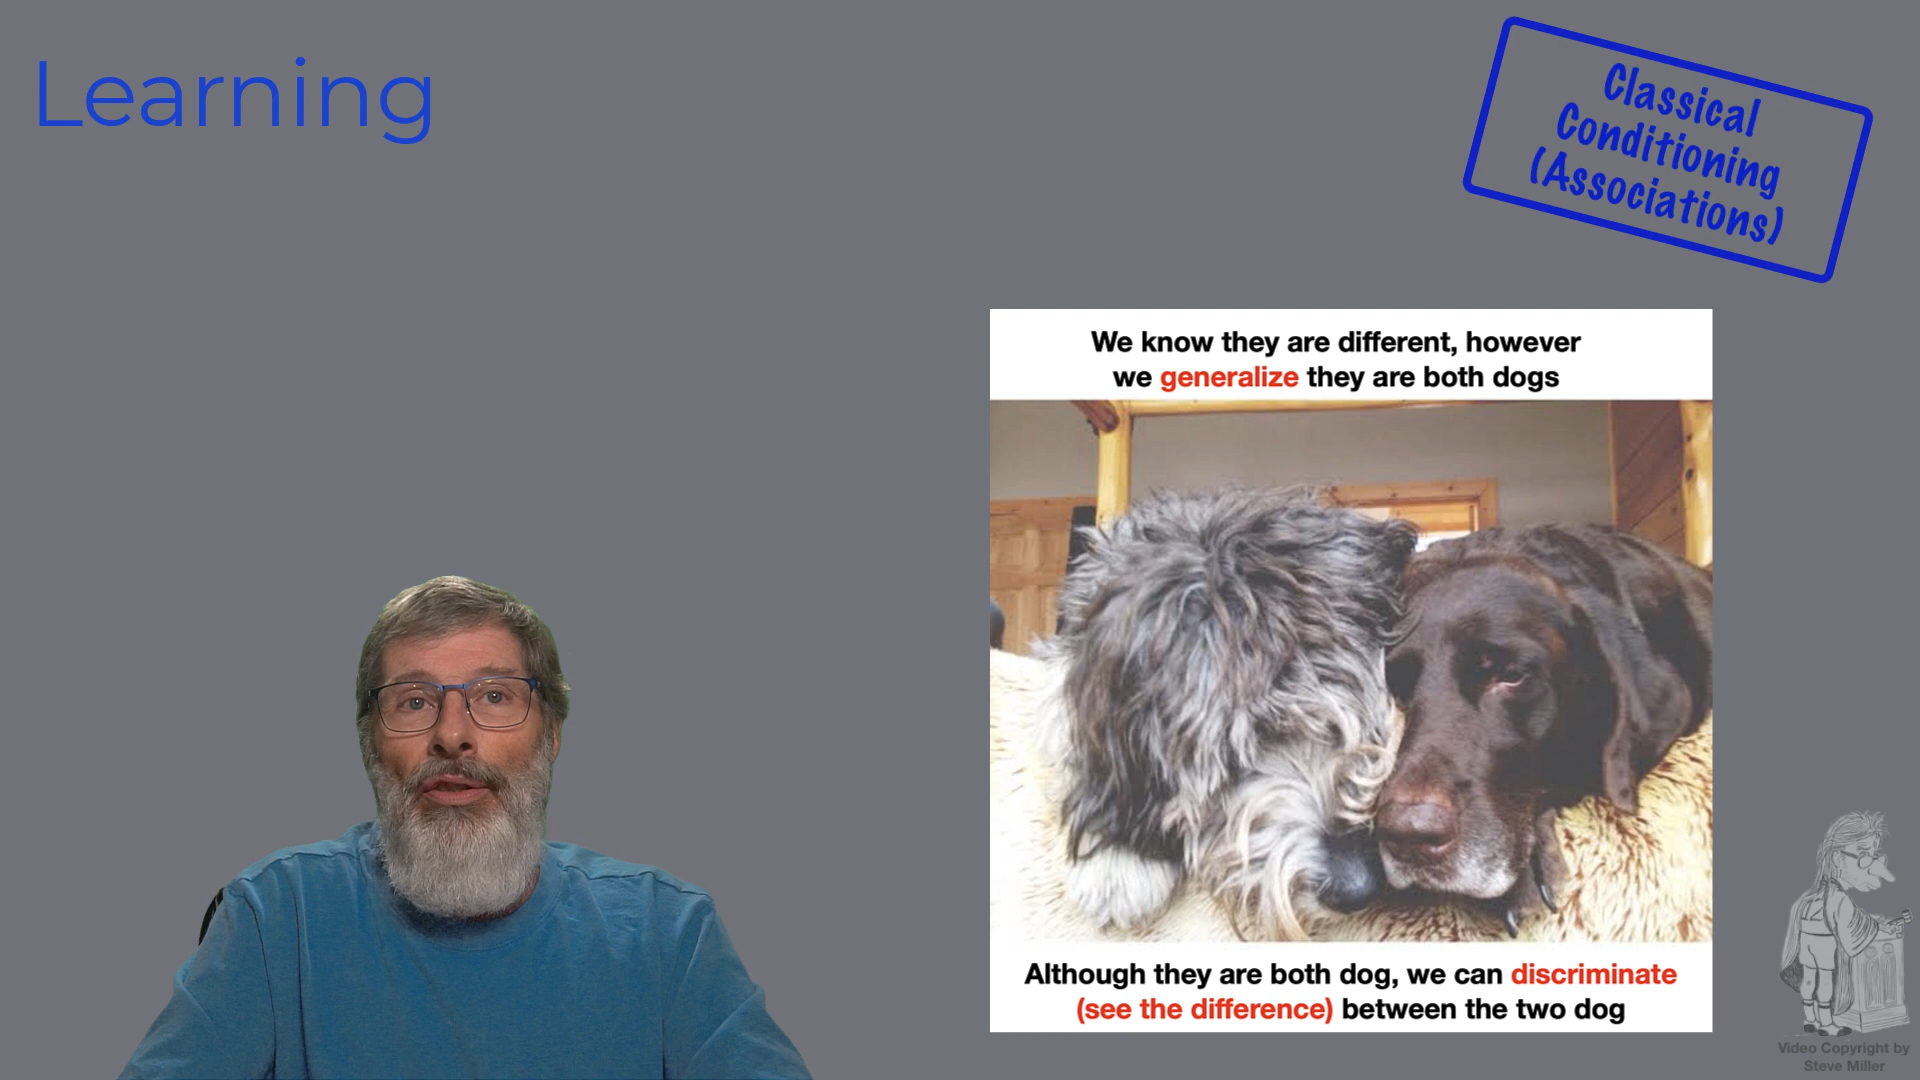 Learning
Classical
Conditioning
(Associations)
We know they are different, however
we generalize they are both dogs
Although they are both dog, we can discriminate
(see the difference) between the two dog
Video Copyright by
Steve Miller